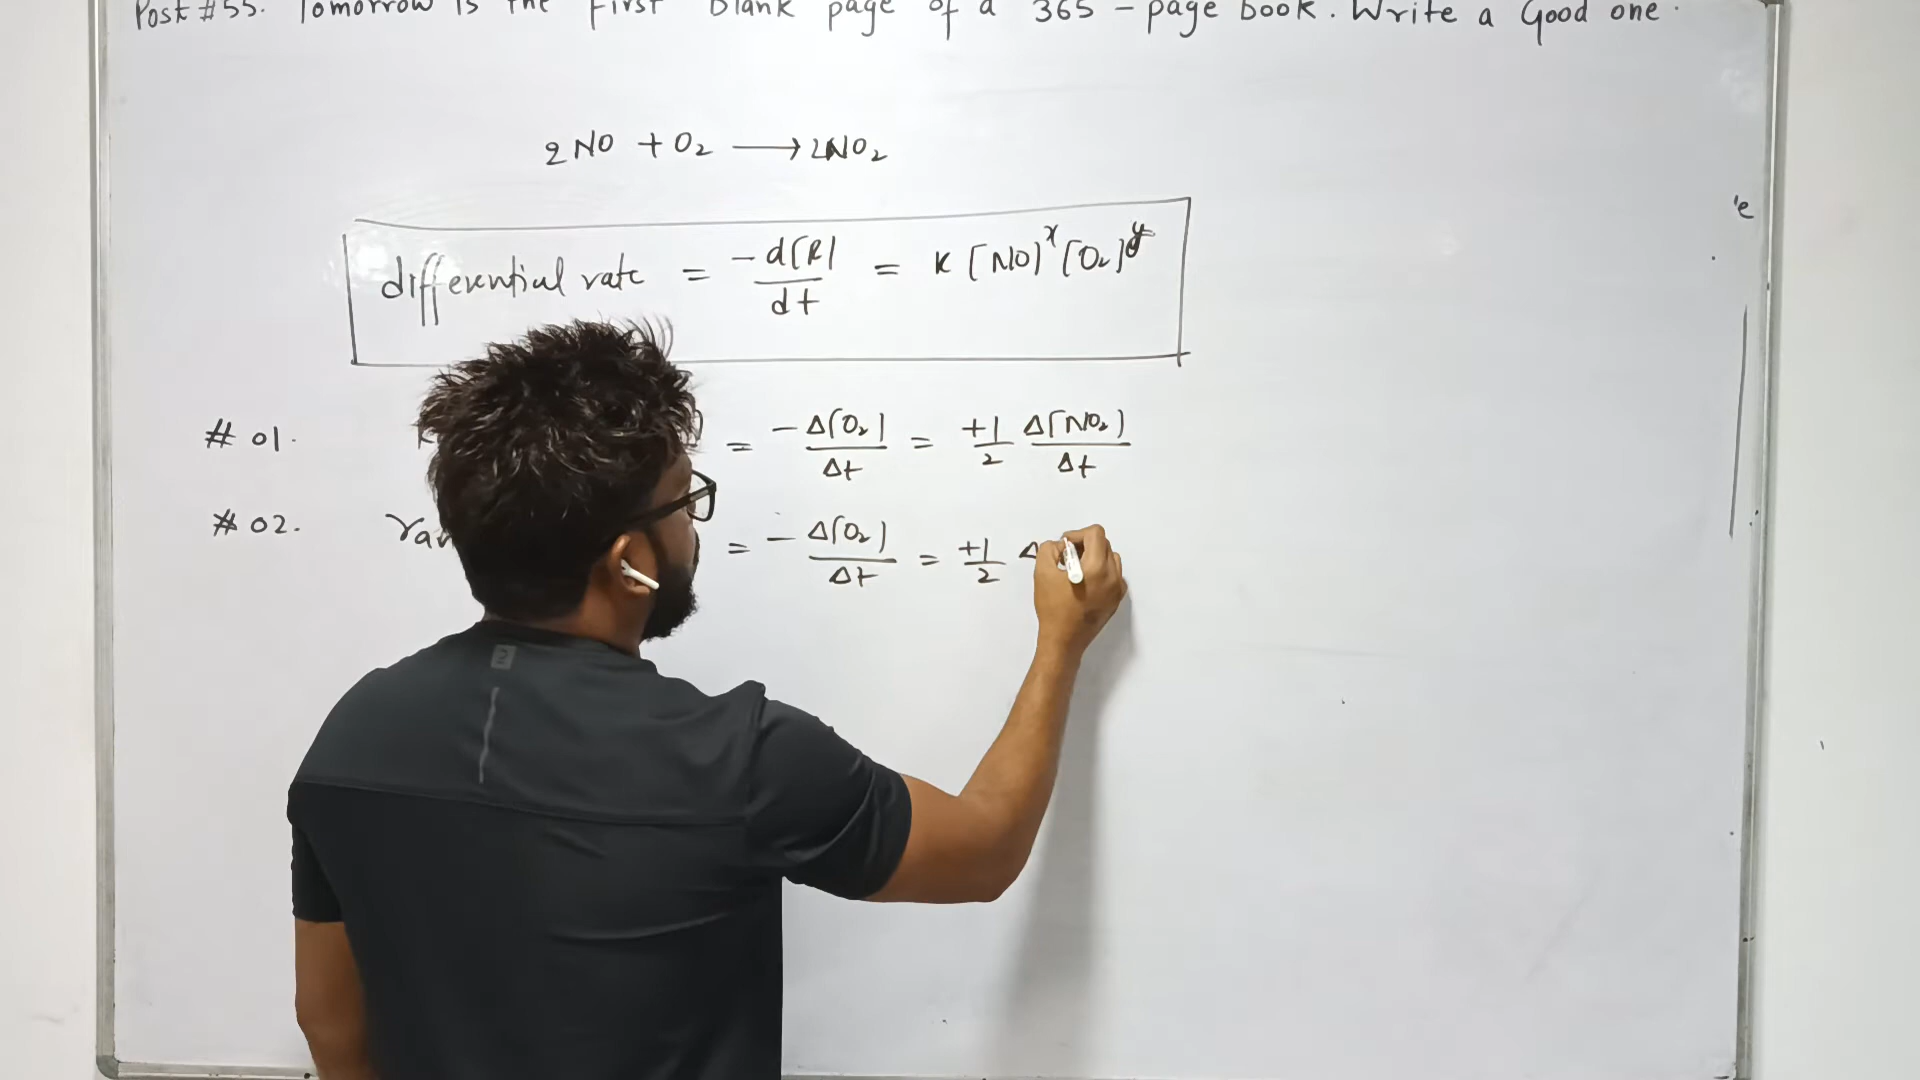 Post #55. Tomorrow is the First blank page of a 365 - page book. Write a Good one.
2NO + O₂ ⟶ 2NO₂
differential rate = -d[R]/dt = K [NO]ˣ [O₂]ʸ
# 01. = -Δ[O₂]/Δt = +1/2 Δ[NO₂]/Δt
# 02. = -Δ[O₂]/Δt = +1/2 Δ